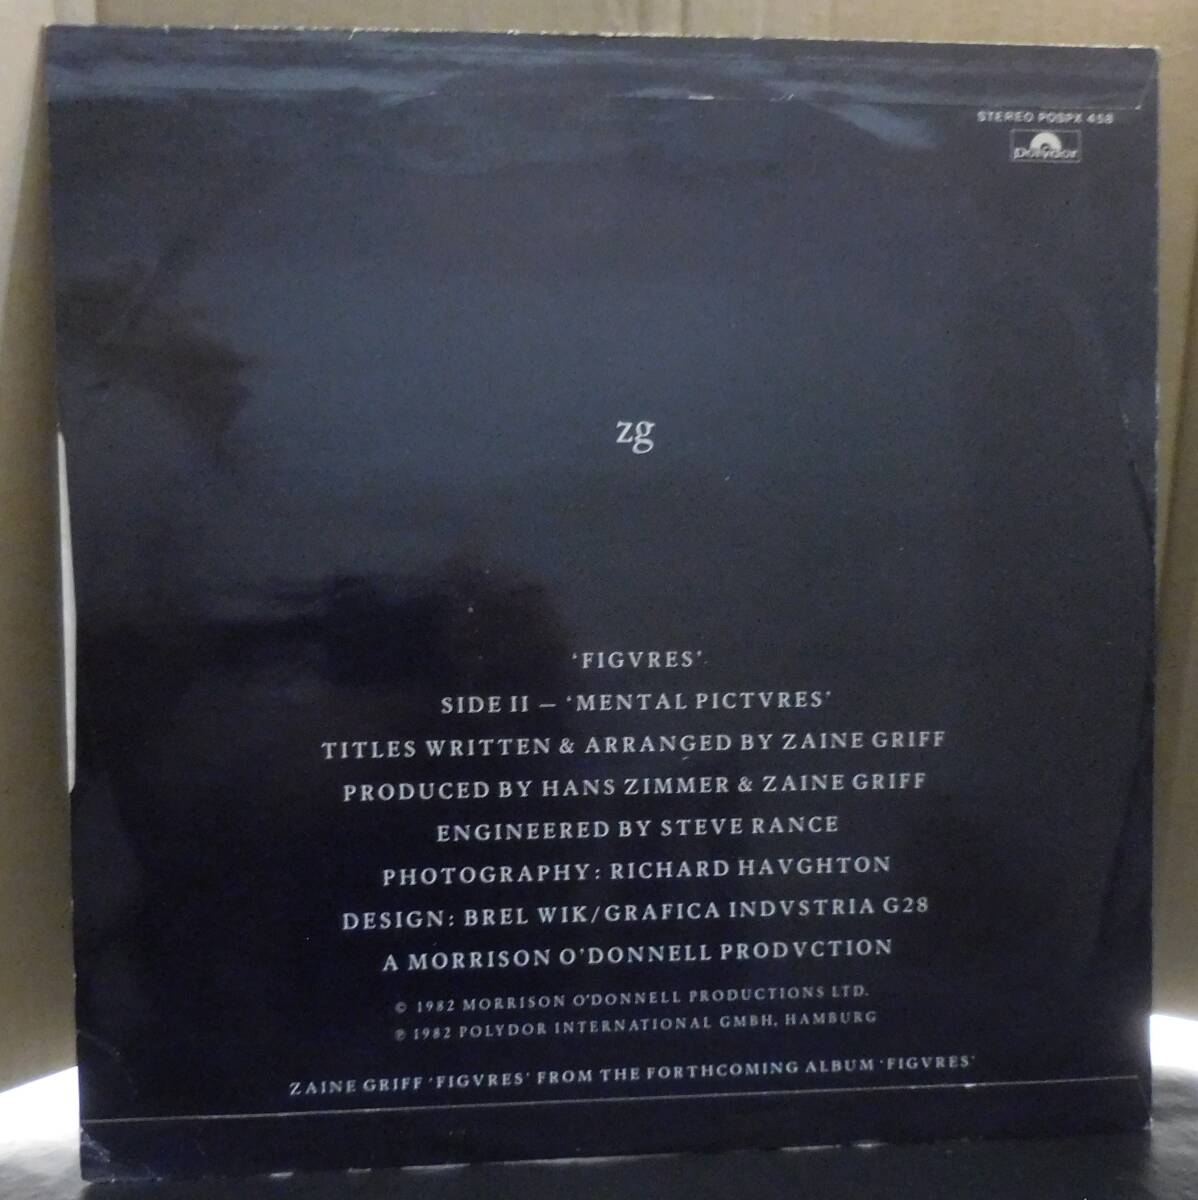 STEREO POSPX 458
polydor
zg
'FIGVRES'
SIDE II – 'MENTAL PICTVRES'
TITLES WRITTEN & ARRANGED BY ZAINE GRIFF
PRODUCED BY HANS ZIMMER & ZAINE GRIFF
ENGINEERED BY STEVE RANCE
PHOTOGRAPHY: RICHARD HAVGHTON
DESIGN: BREL WIK/GRAFICA INDVSTRIA G28
A MORRISON O'DONNELL PRODVCTION
© 1982 MORRISON O'DONNELL PRODUCTIONS LTD.
℗ 1982 POLYDOR INTERNATIONAL GMBH, HAMBURG
ZAINE GRIFF 'FIGVRES' FROM THE FORTHCOMING ALBUM 'FIGVRES'